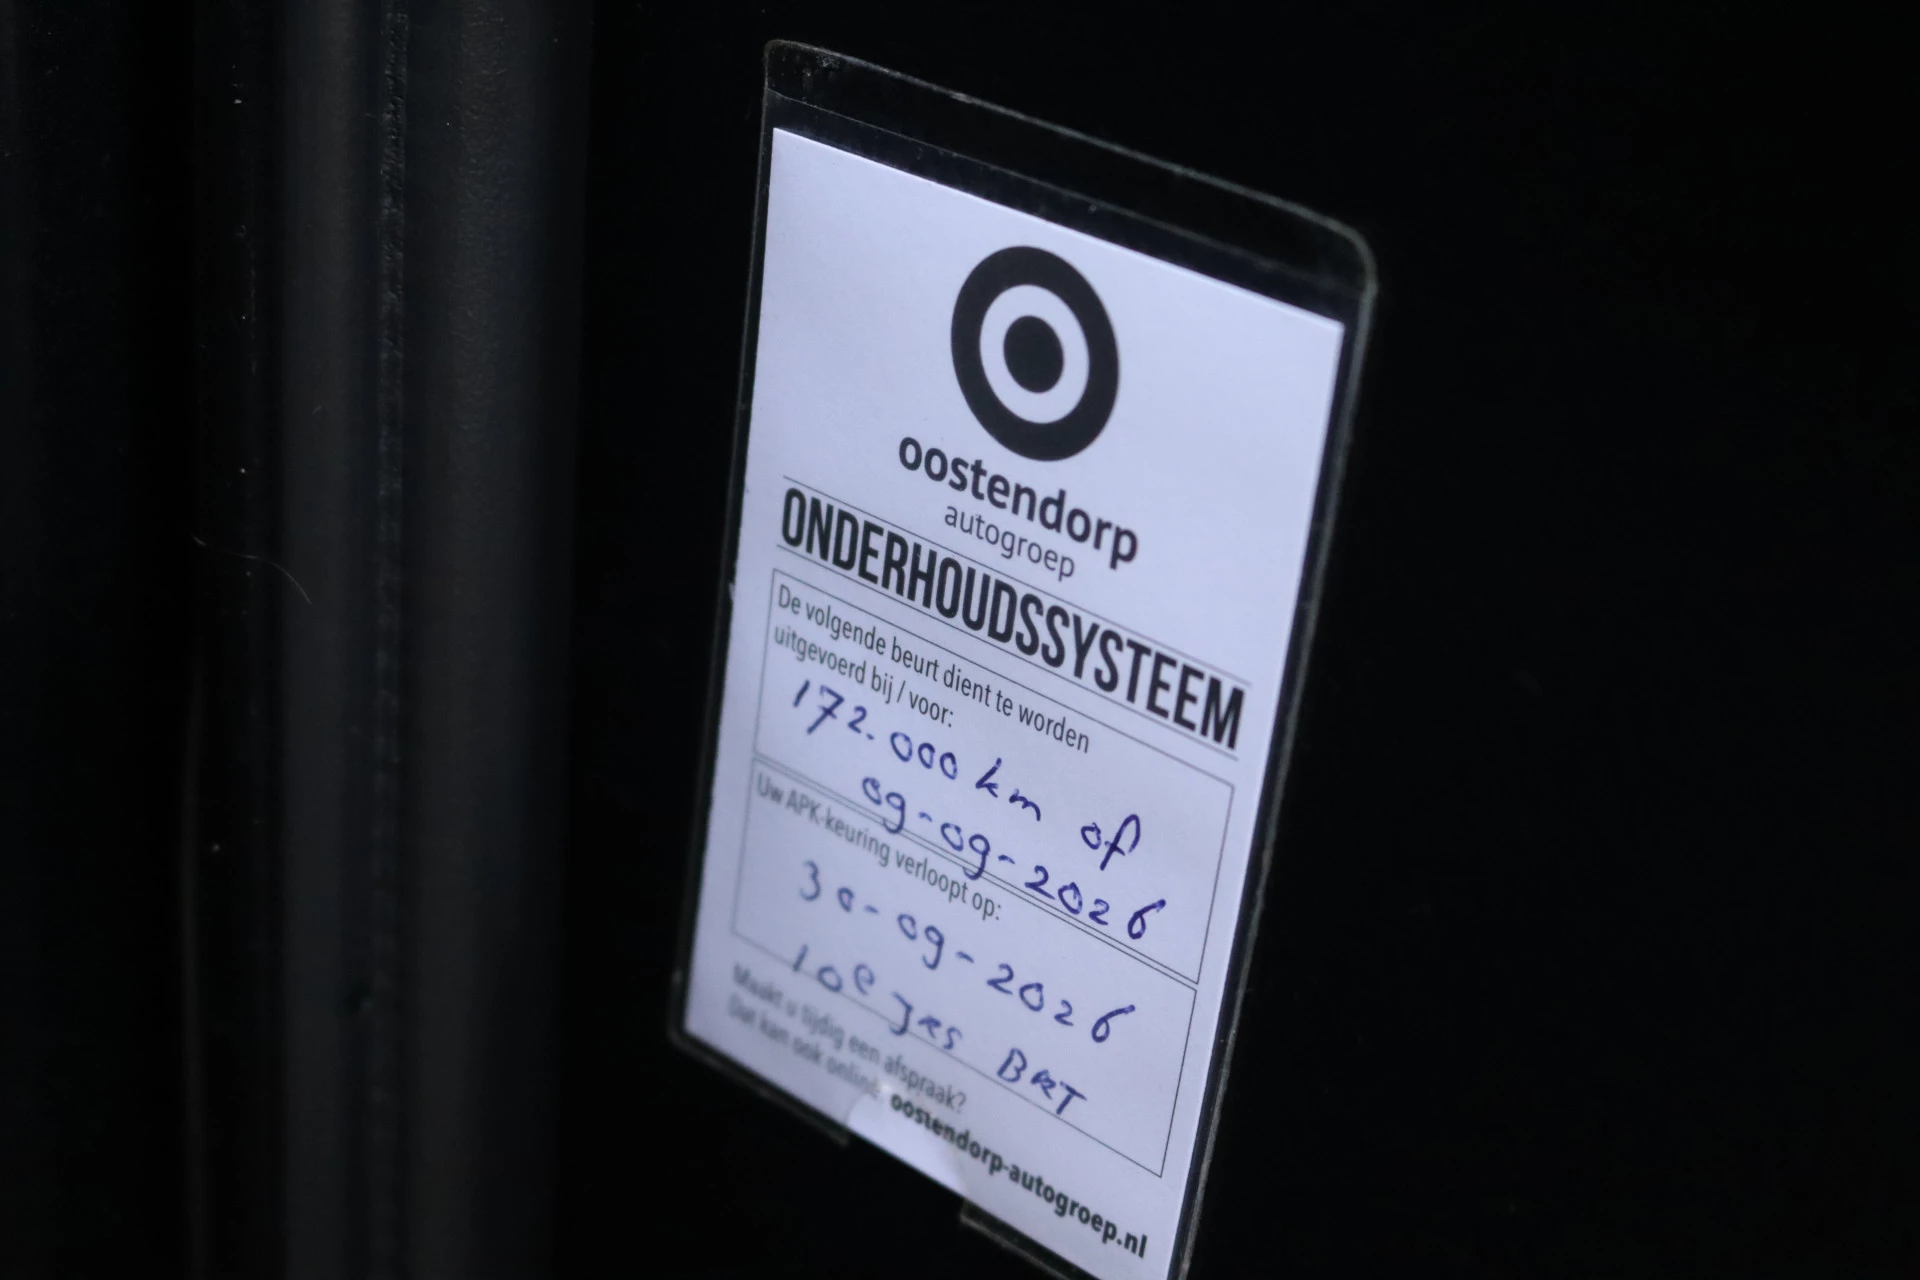 oostendorp
autogroep
ONDERHOUDSSYSTEEM
De volgende beurt dient te worden
uitgevoerd bij / voor:
172.000 km of
09-09-2026
Uw APK-keuring verloopt op:
30-09-2026
Maakt u tijdig een afspraak?
Dat kan ook online:
oostendorp-autogroep.nl